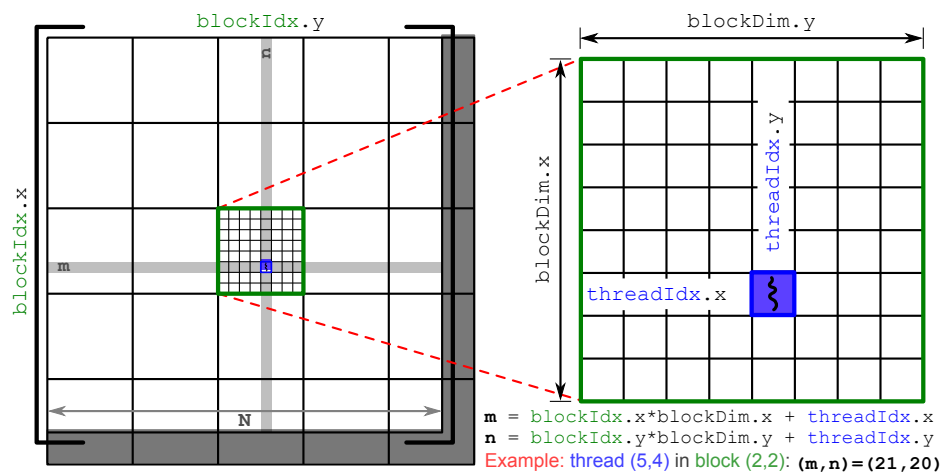 blockIdx.y
n
blockIdx.x
m
N
blockDim.y
blockDim.x
threadIdx.y
threadIdx.x
m = blockIdx.x*blockDim.x + threadIdx.x
n = blockIdx.y*blockDim.y + threadIdx.y
Example: thread (5,4) in block (2,2): (m,n)=(21,20)